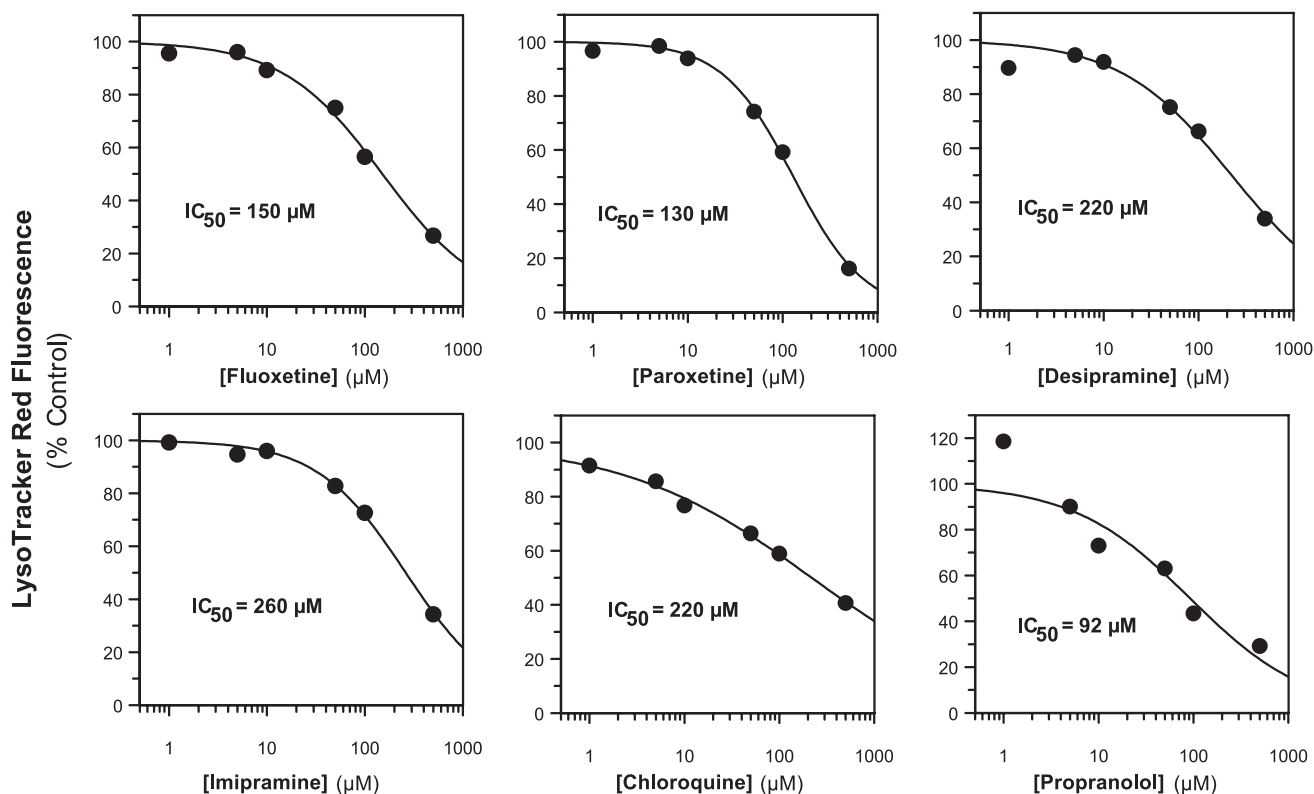 LysoTracker Red Fluorescence
(% Control)
100
80
60
40
20
0
IC50 = 150 µM
1 10 100 1000
[Fluoxetine] (µM)
100
80
60
40
20
0
IC50 = 130 µM
1 10 100 1000
[Paroxetine] (µM)
100
80
60
40
20
0
IC50 = 220 µM
1 10 100 1000
[Desipramine] (µM)
100
80
60
40
20
0
IC50 = 260 µM
1 10 100 1000
[Imipramine] (µM)
100
80
60
40
20
0
IC50 = 220 µM
1 10 100 1000
[Chloroquine] (µM)
120
100
80
60
40
20
0
IC50 = 92 µM
1 10 100 1000
[Propranolol] (µM)